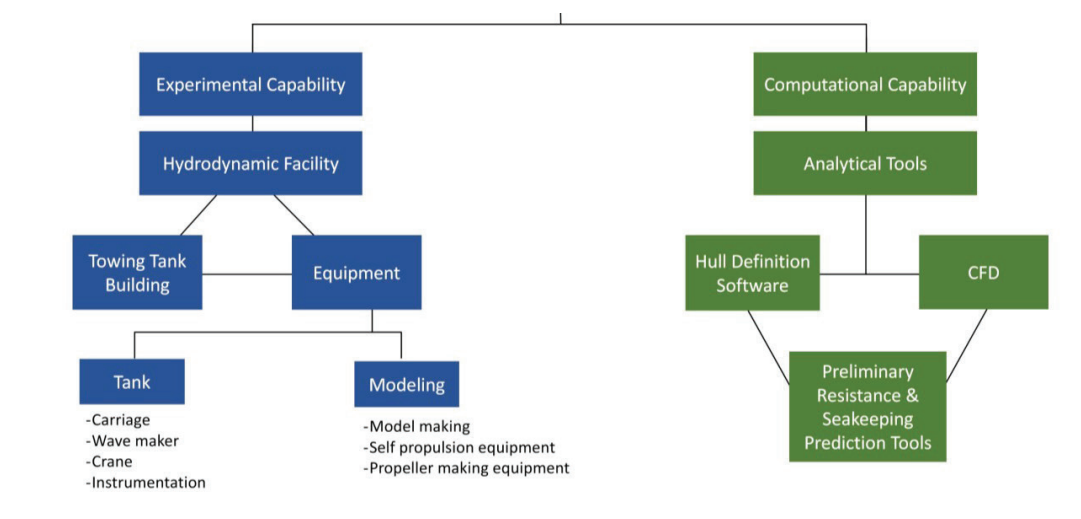 Experimental Capability
Computational Capability
Hydrodynamic Facility
Analytical Tools
Towing Tank
Building
Equipment
Hull Definition
Software
CFD
Tank
-Carriage
-Wave maker
-Crane
-Instrumentation
Modeling
-Model making
-Self propulsion equipment
-Propeller making equipment
Preliminary
Resistance &
Seakeeping
Prediction Tools